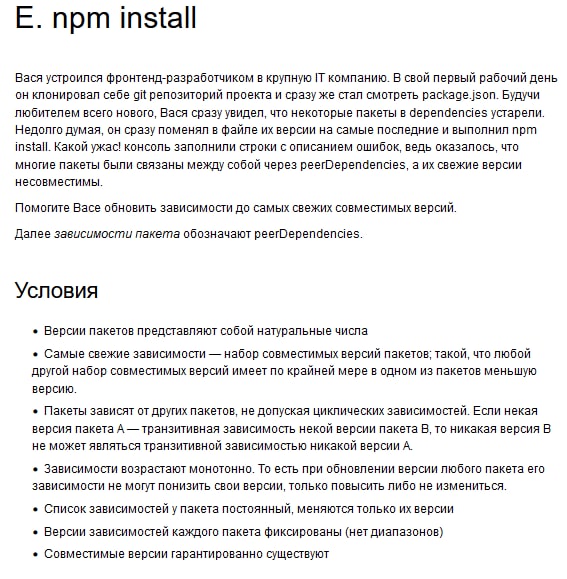 E. npm install
Вася устроился фронтенд-разработчиком в крупную IT компанию. В свой первый рабочий день
он клонировал себе git репозиторий проекта и сразу же стал смотреть package.json. Будучи
любителем всего нового, Вася сразу увидел, что некоторые пакеты в dependencies устарели.
Недолго думая, он сразу поменял в файле их версии на самые последние и выполнил npm
install. Какой ужас! консоль заполнили строки с описанием ошибок, ведь оказалось, что
многие пакеты были связаны между собой через peerDependencies, а их свежие версии
несовместимы.
Помогите Васе обновить зависимости до самых свежих совместимых версий.
Далее зависимости пакета обозначают peerDependencies.
Условия
• Версии пакетов представляют собой натуральные числа
• Самые свежие зависимости — набор совместимых версий пакетов; такой, что любой
другой набор совместимых версий имеет по крайней мере в одном из пакетов меньшую
версию.
• Пакеты зависят от других пакетов, не допуская циклических зависимостей. Если некая
версия пакета A — транзитивная зависимость некой версии пакета B, то никакая версия B
не может являться транзитивной зависимостью никакой версии A.
• Зависимости возрастают монотонно. То есть при обновлении версии любого пакета его
зависимости не могут понизить свои версии, только повысить либо не измениться.
• Список зависимостей у пакета постоянный, меняются только их версии
• Версии зависимостей каждого пакета фиксированы (нет диапазонов)
• Совместимые версии гарантированно существуют